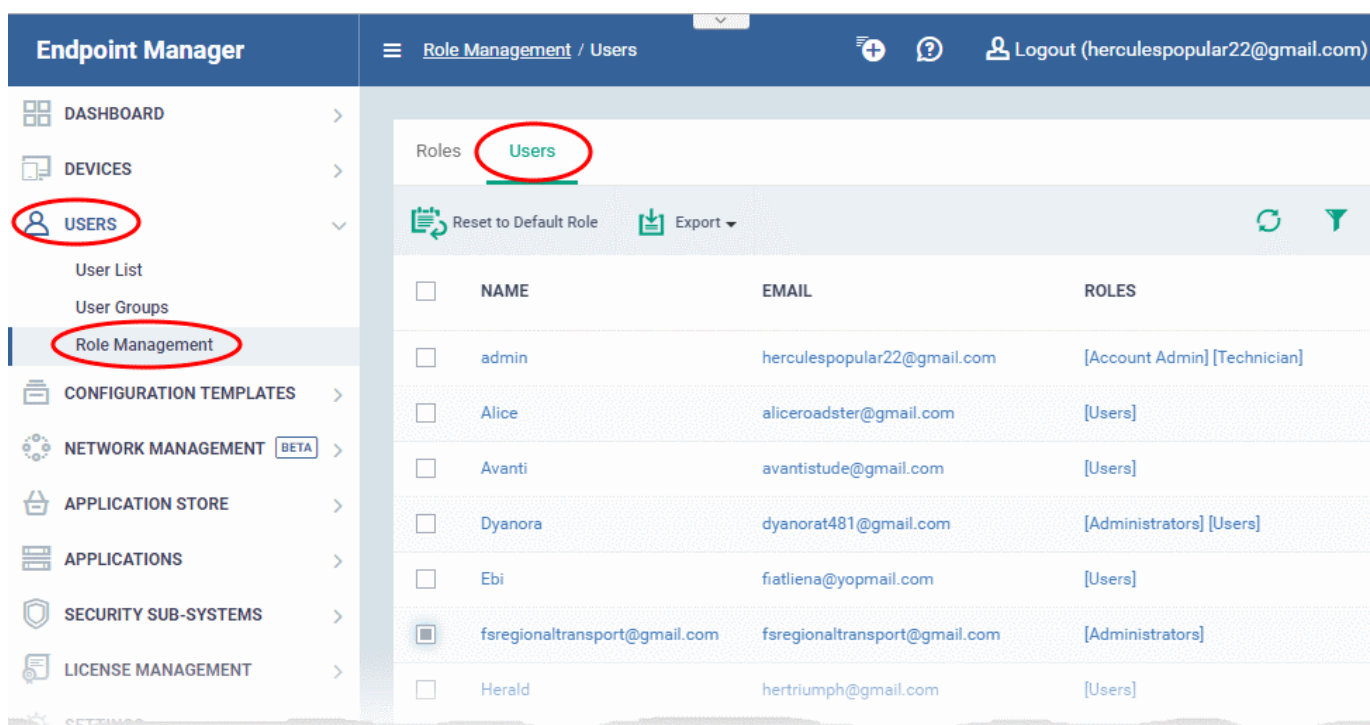 Endpoint Manager
Role Management / Users
Logout (herculespopular22@gmail.com)
DASHBOARD
DEVICES
USERS
User List
User Groups
Role Management
CONFIGURATION TEMPLATES
NETWORK MANAGEMENT BETA
APPLICATION STORE
APPLICATIONS
SECURITY SUB-SYSTEMS
LICENSE MANAGEMENT
SETTINGS
Roles Users
Reset to Default Role Export
NAME EMAIL ROLES
admin herculespopular22@gmail.com [Account Admin] [Technician]
Alice aliceroadster@gmail.com [Users]
Avanti avantistude@gmail.com [Users]
Dyanora dyanorat481@gmail.com [Administrators] [Users]
Ebi fiatliena@yopmail.com [Users]
fsregionaltransport@gmail.com fsregionaltransport@gmail.com [Administrators]
Herald hertriumph@gmail.com [Users]